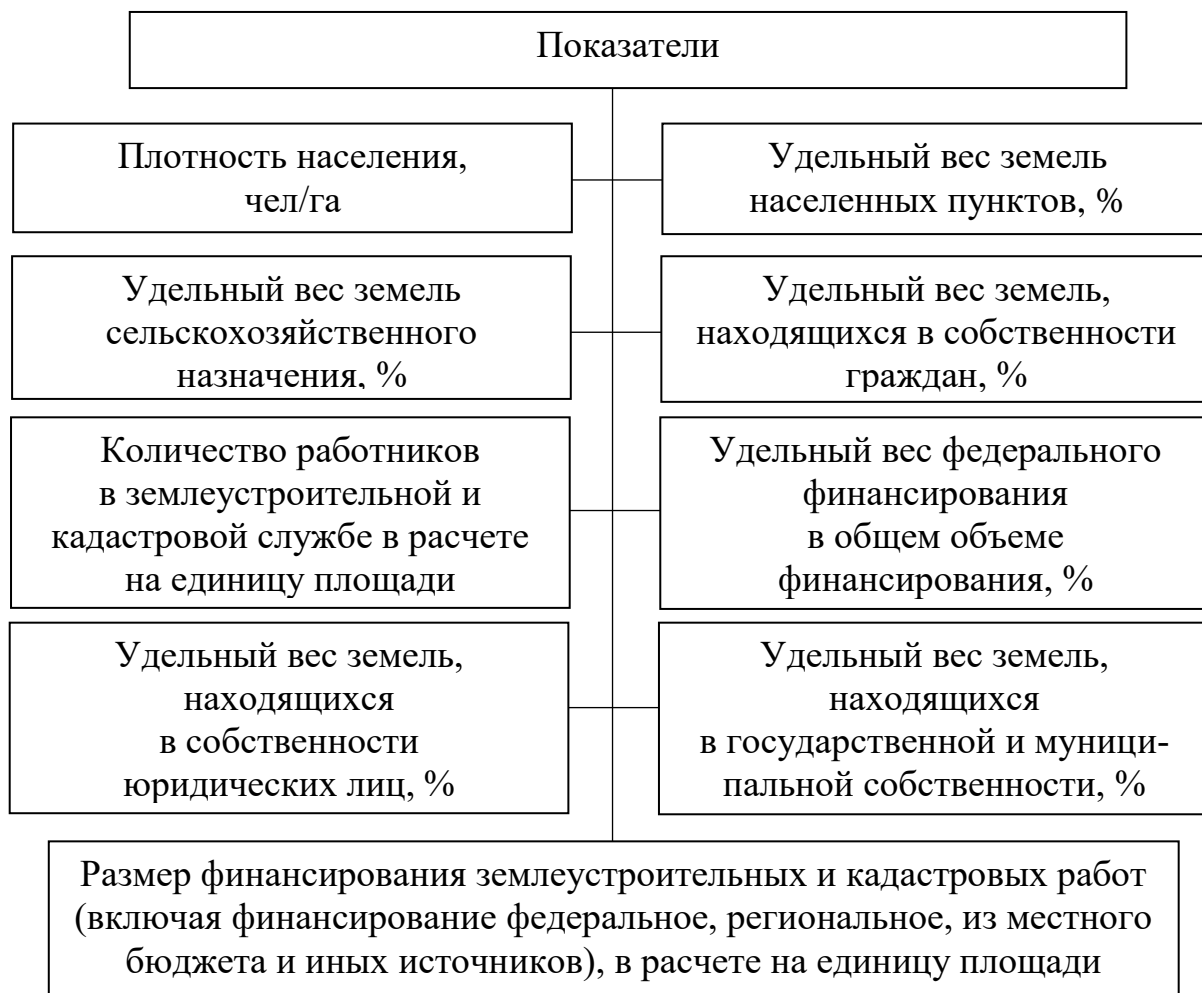 Показатели
Плотность населения,
чел/га
Удельный вес земель
населенных пунктов, %
Удельный вес земель
сельскохозяйственного
назначения, %
Удельный вес земель,
находящихся в собственности
граждан, %
Количество работников
в землеустроительной и
кадастровой службе в расчете
на единицу площади
Удельный вес федерального
финансирования
в общем объеме
финансирования, %
Удельный вес земель,
находящихся
в собственности
юридических лиц, %
Удельный вес земель,
находящихся
в государственной и муници-
пальной собственности, %
Размер финансирования землеустроительных и кадастровых работ
(включая финансирование федеральное, региональное, из местного
бюджета и иных источников), в расчете на единицу площади